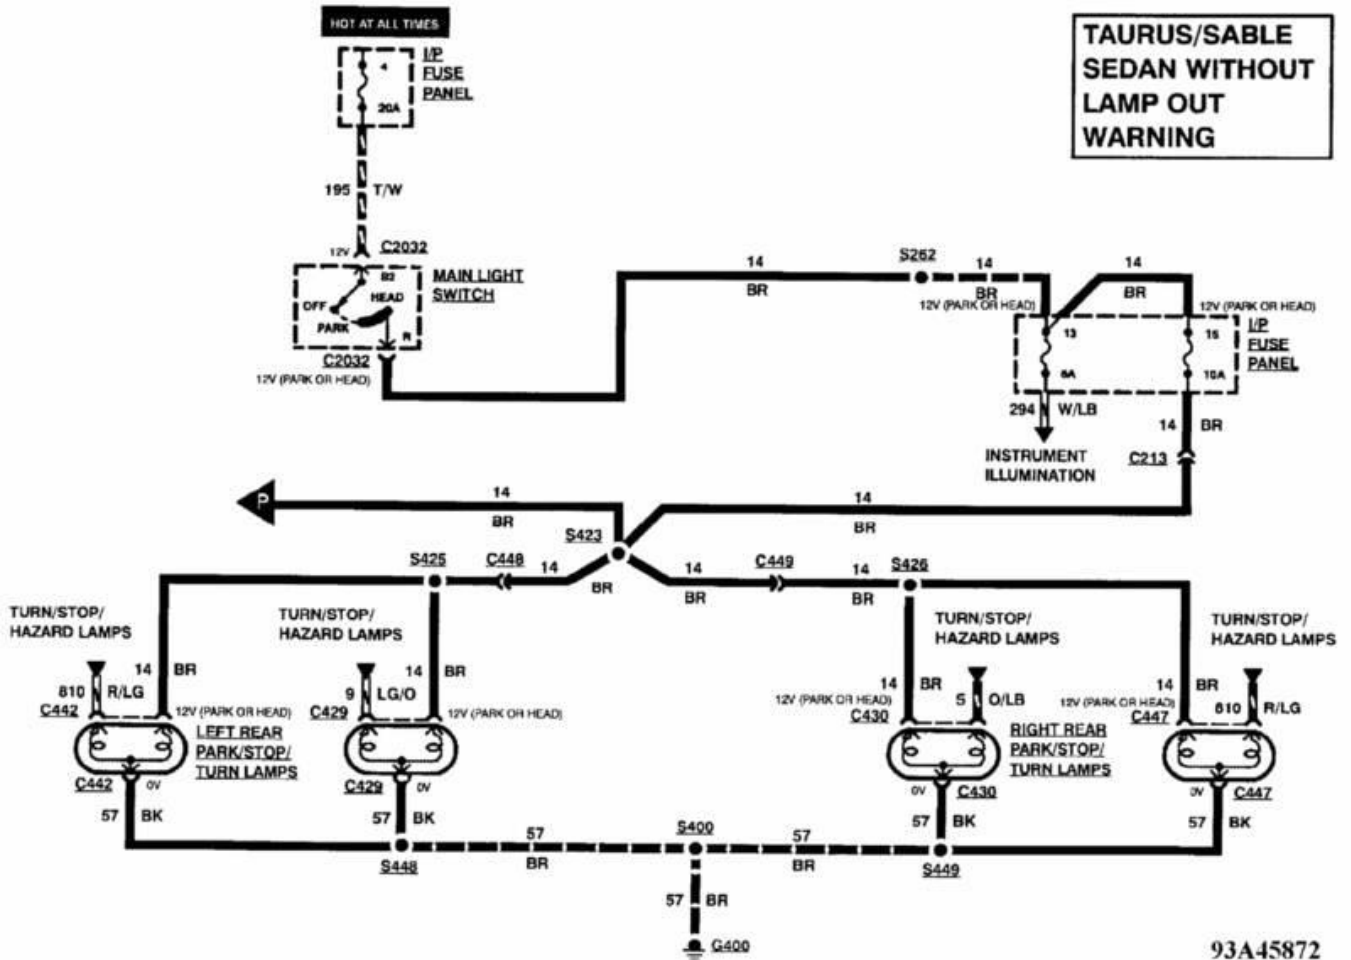 HOT AT ALL TIMES
I/P
FUSE
PANEL
4
20A
TAURUS/SABLE
SEDAN WITHOUT
LAMP OUT
WARNING
195 T/W
12V C2032
B2
MAIN LIGHT
SWITCH
OFF
HEAD
PARK
R
C2032
12V (PARK OR HEAD)
14
BR
S262
14
BR
14
BR
12V (PARK OR HEAD)
12V (PARK OR HEAD)
13
15
I/P
FUSE
PANEL
10A
294 W/LB
14 BR
INSTRUMENT
ILLUMINATION
C213
P
14
BR
14
BR
S423
S425
C448
14
BR
14
BR
C449
14
BR
S426
TURN/STOP/
HAZARD LAMPS
TURN/STOP/
HAZARD LAMPS
TURN/STOP/
HAZARD LAMPS
TURN/STOP/
HAZARD LAMPS
810 R/LG
14 BR
9 LG/O
14 BR
14 BR
5 O/LB
14 BR
810 R/LG
C442
12V (PARK OR HEAD)
C429
12V (PARK OR HEAD)
12V (PARK OR HEAD)
C430
12V (PARK OR HEAD)
C447
LEFT REAR
PARK/STOP/
TURN LAMPS
RIGHT REAR
PARK/STOP/
TURN LAMPS
C442 0V
C429 0V
0V C430
0V C447
57 BK
57 BK
57 BK
57 BK
S448
57
BR
S400
57
BR
S449
57 BR
G400
93A45872